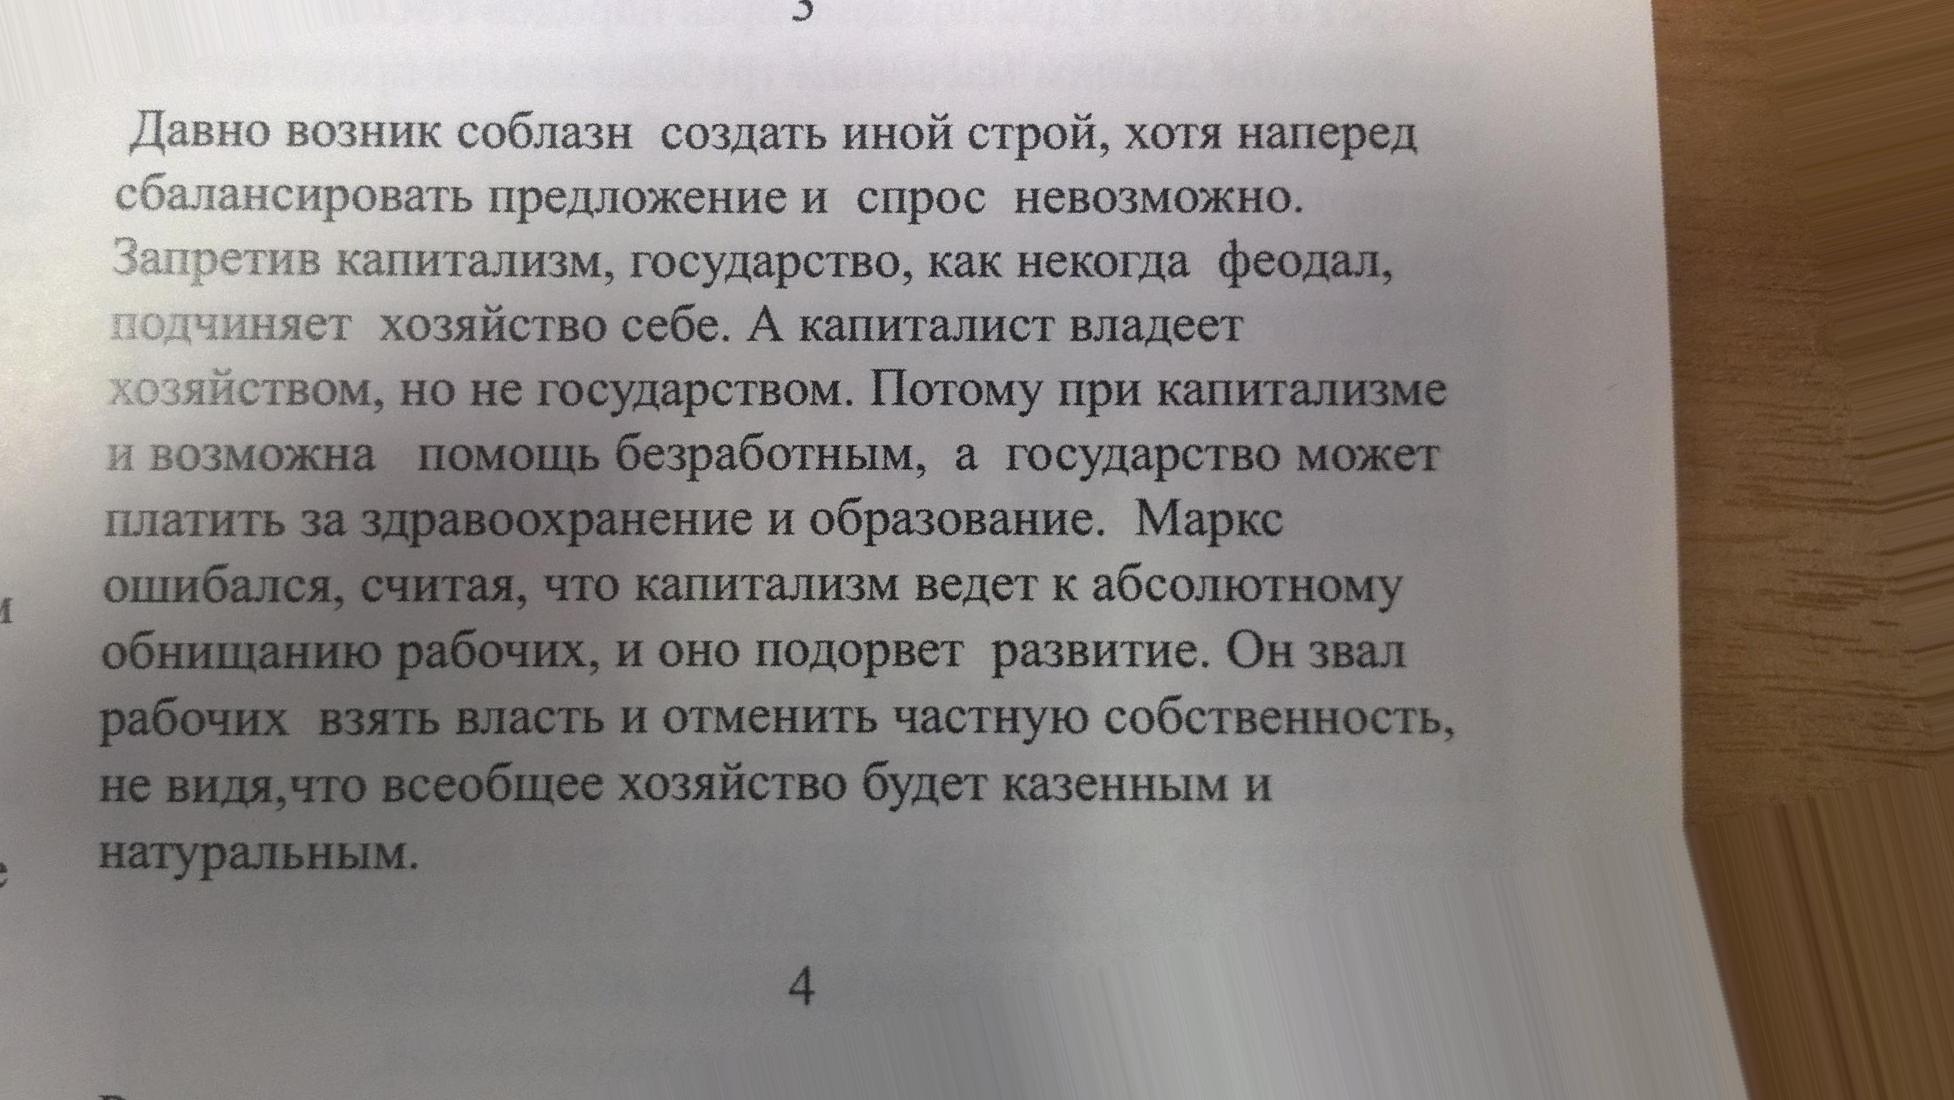 Давно возник соблазн создать иной строй, хотя наперед
сбалансировать предложение и спрос невозможно.
Запретив капитализм, государство, как некогда феодал,
подчиняет хозяйство себе. А капиталист владеет
хозяйством, но не государством. Потому при капитализме
и возможна помощь безработным, а государство может
платить за здравоохранение и образование. Маркс
ошибался, считая, что капитализм ведет к абсолютному
обнищанию рабочих, и оно подорвет развитие. Он звал
рабочих взять власть и отменить частную собственность,
не видя,что всеобщее хозяйство будет казенным и
натуральным.
4